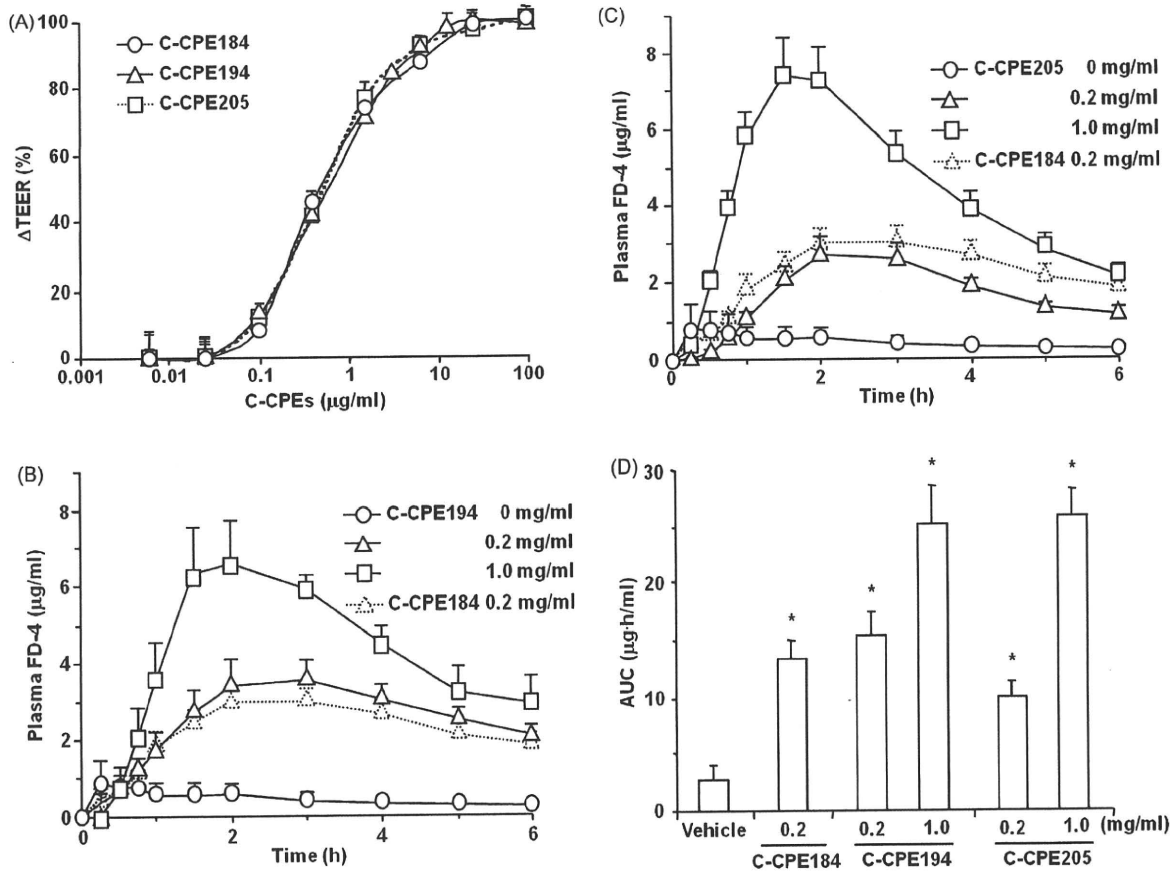 (A)
C-CPE184
C-CPE194
C-CPE205
ΔTEER (%)
100
80
60
40
20
0
0.001 0.01 0.1 1 10 100
C-CPEs (μg/ml)
(B)
C-CPE194 0 mg/ml
0.2 mg/ml
1.0 mg/ml
C-CPE184 0.2 mg/ml
Plasma FD-4 (μg/ml)
8
6
4
2
0
0 2 4 6
Time (h)
(C)
C-CPE205 0 mg/ml
0.2 mg/ml
1.0 mg/ml
C-CPE184 0.2 mg/ml
Plasma FD-4 (μg/ml)
8
6
4
2
0
0 2 4 6
Time (h)
(D)
AUC (μg·h/ml)
30
20
10
0
* * * * *
Vehicle 0.2 0.2 1.0 0.2 1.0 (mg/ml)
C-CPE184 C-CPE194 C-CPE205